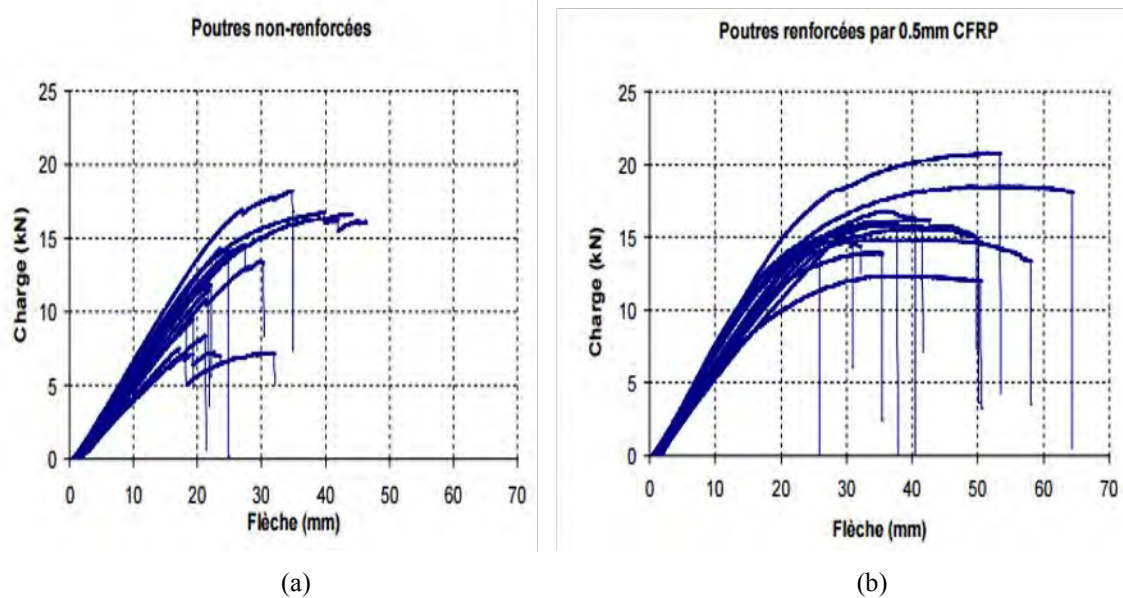 Poutres non-renforcées
25
20
15
10
5
0
Charge (kN)
0 10 20 30 40 50 60 70
Flèche (mm)
(a)
Poutres renforcées par 0.5mm CFRP
25
20
15
10
5
0
Charge (kN)
0 10 20 30 40 50 60 70
Flèche (mm)
(b)